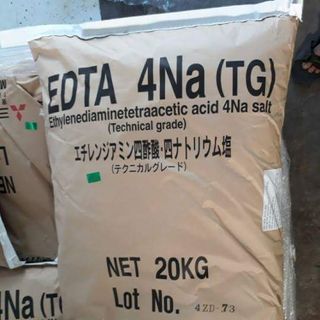 EDTA 4Na (TG)
Ethylenediaminetetraacetic acid 4Na salt
(Technical grade)
エチレンジアミン四酢酸・四ナトリウム塩
(テクニカルグレード)
NET 20KG
Lot No. 4ZD-73
4Na (TG)